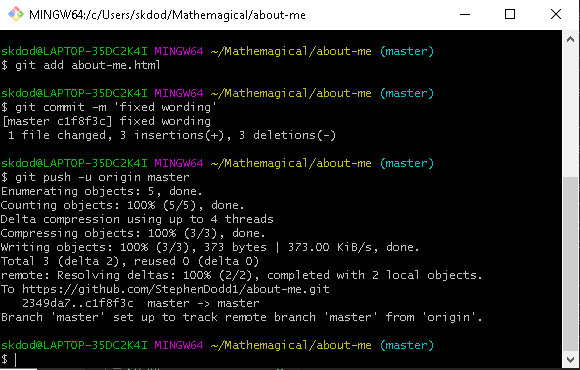 MINGW64:/c/Users/skdod/Mathemagical/about-me
skdod@LAPTOP-35DC2K4I MINGW64 ~/Mathemagical/about-me (master)
$ git add about-me.html
skdod@LAPTOP-35DC2K4I MINGW64 ~/Mathemagical/about-me (master)
$ git commit -m 'fixed wording'
[master c1f8f3c] fixed wording
 1 file changed, 3 insertions(+), 3 deletions(-)
skdod@LAPTOP-35DC2K4I MINGW64 ~/Mathemagical/about-me (master)
$ git push -u origin master
Enumerating objects: 5, done.
Counting objects: 100% (5/5), done.
Delta compression using up to 4 threads
Compressing objects: 100% (3/3), done.
Writing objects: 100% (3/3), 373 bytes | 373.00 KiB/s, done.
Total 3 (delta 2), reused 0 (delta 0)
remote: Resolving deltas: 100% (2/2), completed with 2 local objects.
To https://github.com/StephenDodd1/about-me.git
   2349da7..c1f8f3c  master -> master
Branch 'master' set up to track remote branch 'master' from 'origin'.
skdod@LAPTOP-35DC2K4I MINGW64 ~/Mathemagical/about-me (master)
$